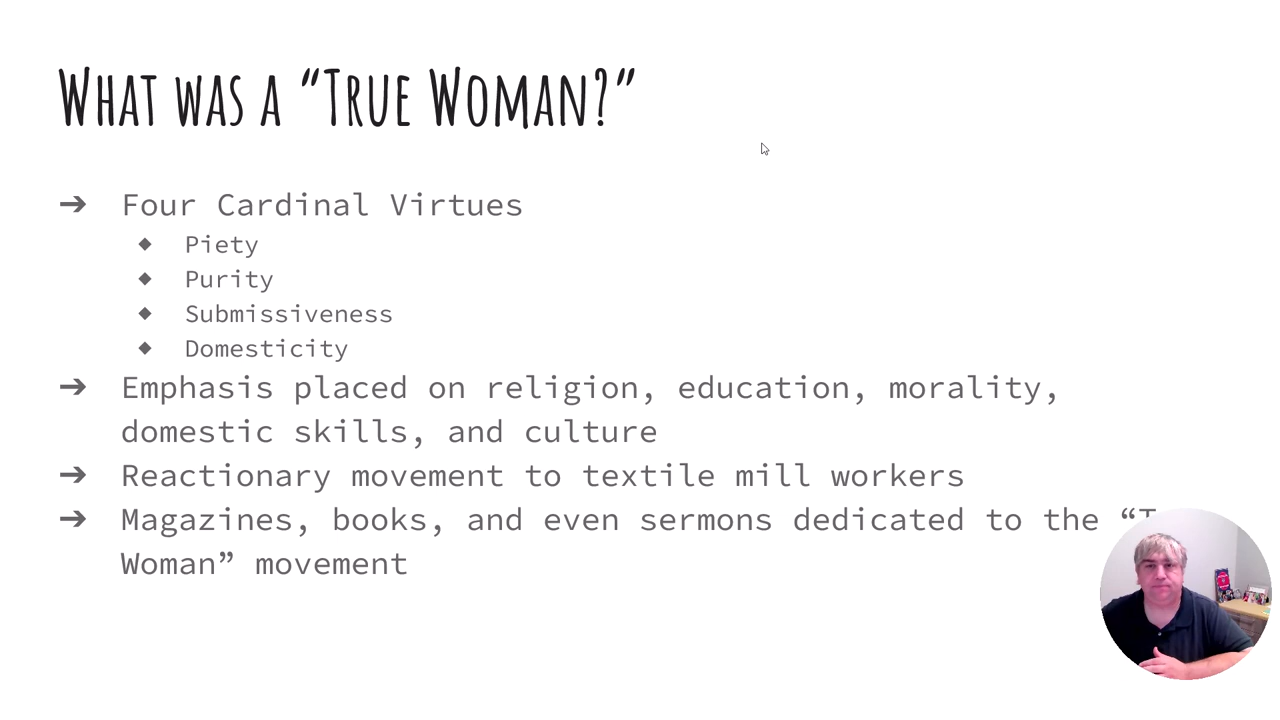 What was a “True Woman?”
➔ Four Cardinal Virtues
◆ Piety
◆ Purity
◆ Submissiveness
◆ Domesticity
➔ Emphasis placed on religion, education, morality,
domestic skills, and culture
➔ Reactionary movement to textile mill workers
➔ Magazines, books, and even sermons dedicated to the
Woman” movement